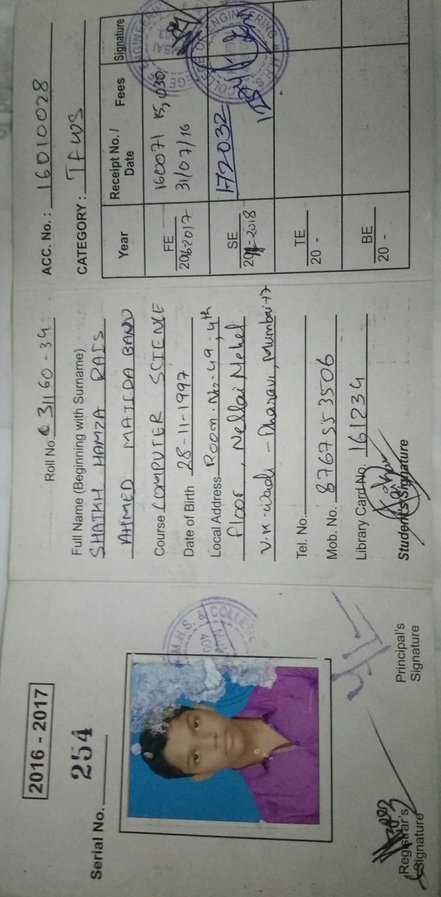 2016 - 2017
Serial No. 254
Registrar's Signature
Principal's Signature
Roll No. 3160-34
Full Name (Beginning with Surname)
SHAIKH HAMZA RAIS
AHMED MAJIDA BANO
Course COMPUTER SCIENCE
Date of Birth 28-11-1997
Local Address Room.No-49, 4th
floor, Nellai Nehel
V.K.wadi - Dharavi, Mumbai-17
Tel. No.
Mob. No. 8767553506
Library Card No. 161234
Student's Signature
ACC. No. : 16010028
CATEGORY : TFWS
Year Receipt No. / Date Fees Signature
FE 2016-2017 160071 31/07/16 15,030
SE 2018 172032
TE 20 -
BE 20 -